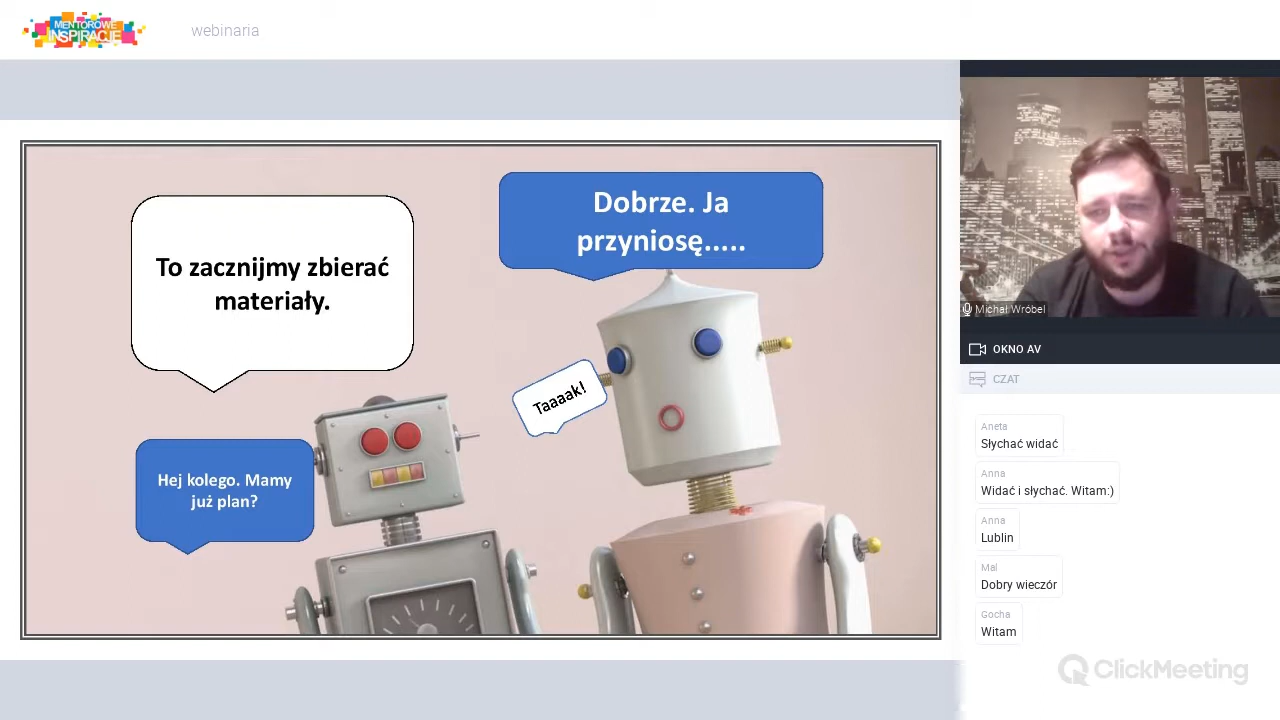 MENTOROWE
INSPIRACJE
webinaria
To zacznijmy zbierać
materiały.
Dobrze. Ja
przyniosę.....
Taaaak!
Hej kolego. Mamy
już plan?
Michał Wróbel
OKNO AV
CZAT
Aneta
Słychać widać
Anna
Widać i słychać. Witam:)
Anna
Lublin
Mal
Dobry wieczór
Gocha
Witam
ClickMeeting